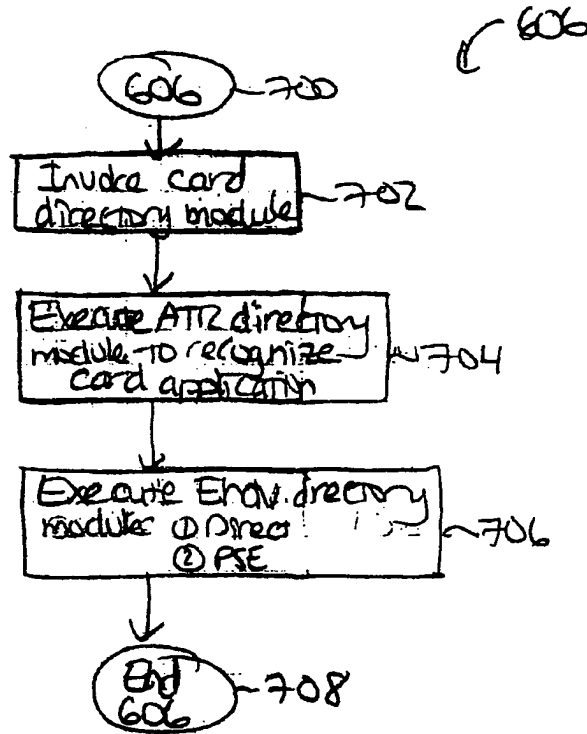 606
606
700
Invoke card
directory module
702
Execute ATR directory
module to recognize
card application
704
Execute directory
module: ① Direct
② PSE
706
End
606
708